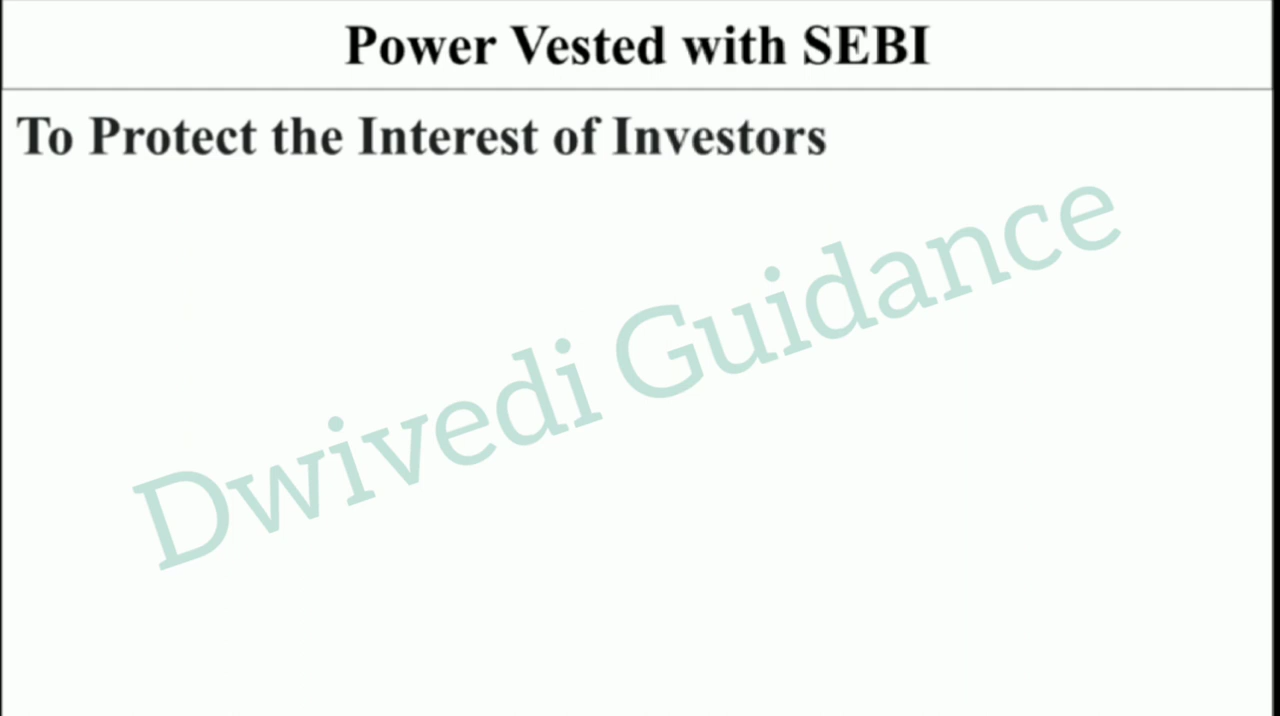 Power Vested with SEBI
To Protect the Interest of Investors
Dwivedi Guidance